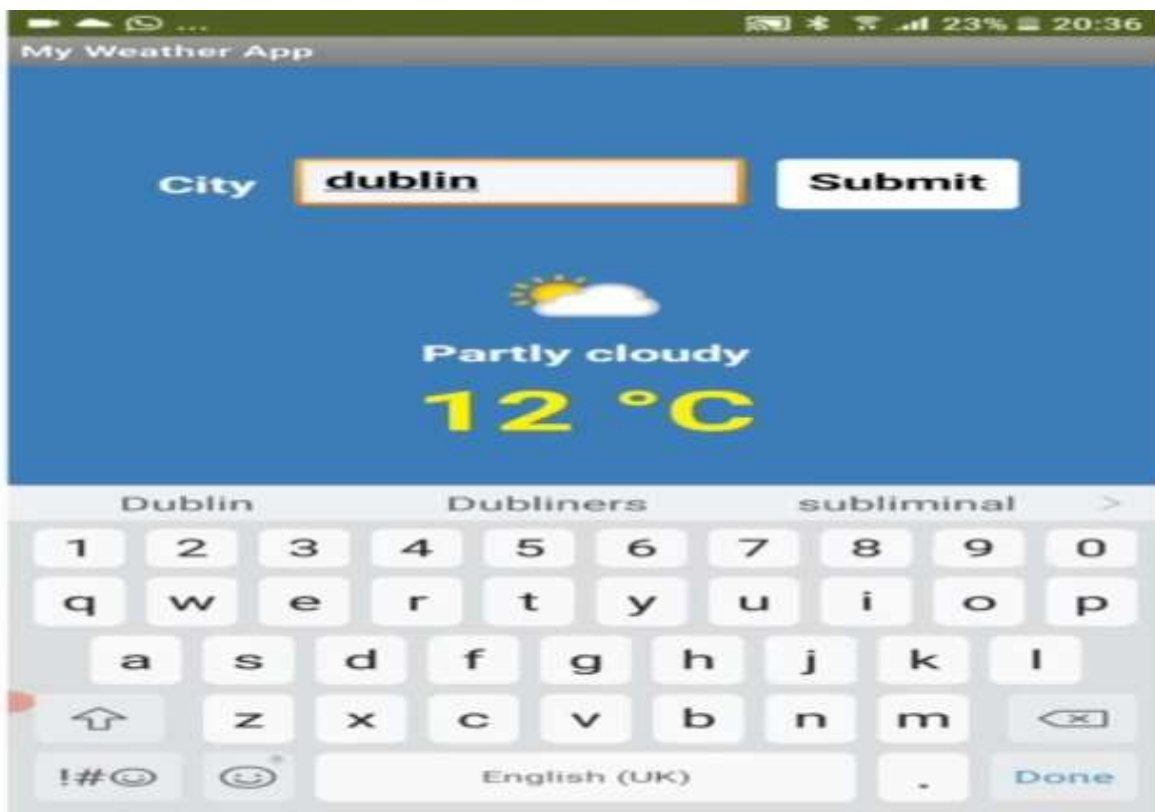 ... 23% 20:36
My Weather App
City dublin Submit
Partly cloudy
12 °C
Dublin Dubliners subliminal >
1 2 3 4 5 6 7 8 9 0
q w e r t y u i o p
a s d f g h j k l
z x c v b n m
!#☺ English (UK) . Done